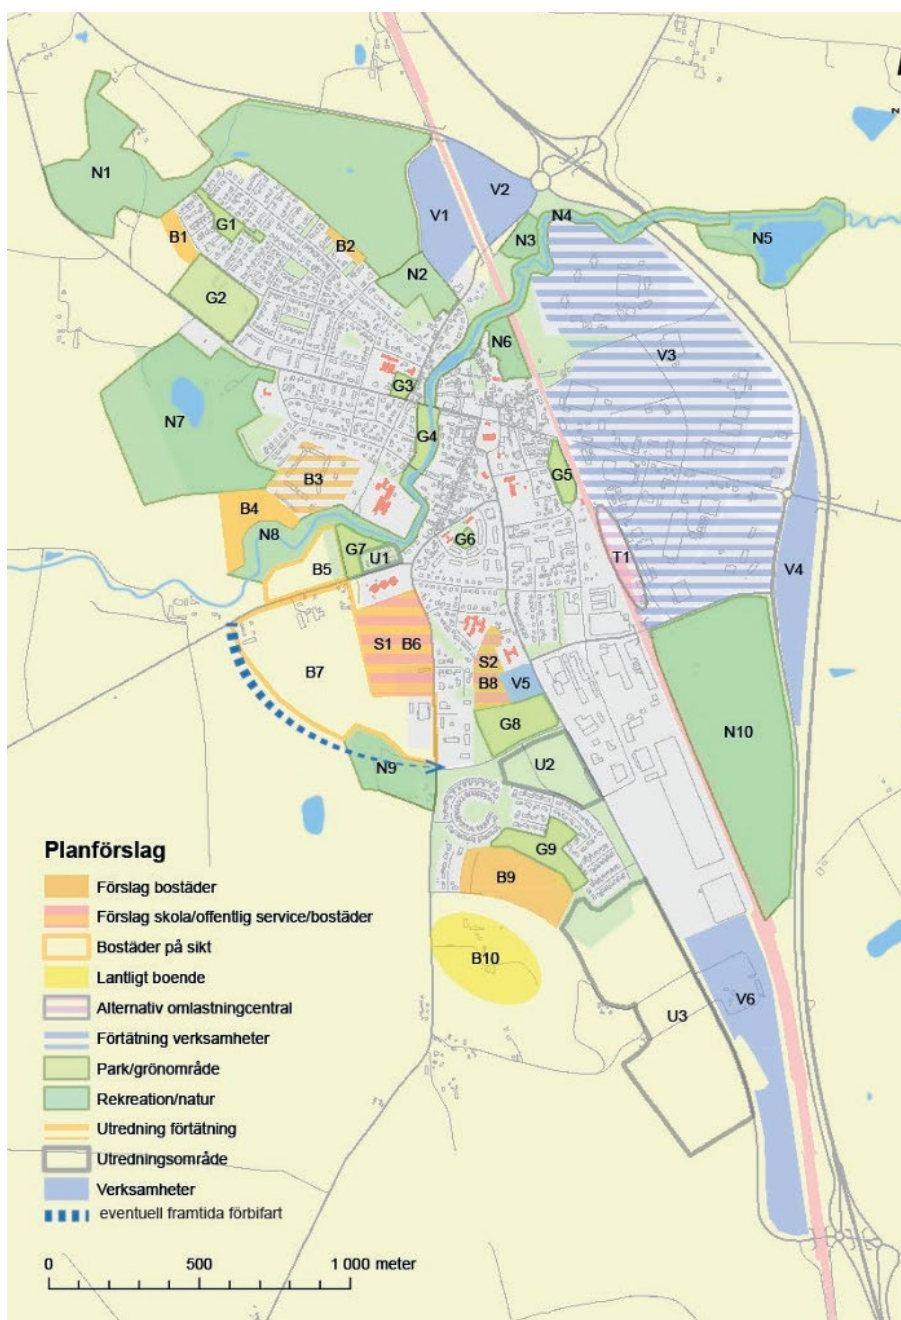 N
N1
V2
V1
N4
G1
B1
B2
N3
N5
N2
G2
N6
V3
G3
N7
G4
B3
G5
B4
N8
G6
G7
U1
T1
B5
V4
S1 B6
S2
B7
B8
V5
G8
N10
U2
N9
G9
B9
B10
V6
U3
Planförslag
Förslag bostäder
Förslag skola/offentlig service/bostäder
Bostäder på sikt
Lantligt boende
Alternativ omlastningcentral
Förtätning verksamheter
Park/grönområde
Rekreation/natur
Utredning förtätning
Utredningsområde
Verksamheter
eventuell framtida förbifart
0 500 1 000 meter